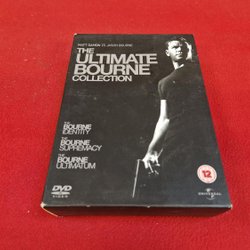 MATT DAMON IS JASON BOURNE
THE
ULTIMATE
BOURNE
COLLECTION
THE
BOURNE
IDENTITY
THE
BOURNE
SUPREMACY
THE
BOURNE
ULTIMATUM
12
DVD
VIDEO
UNIVERSAL